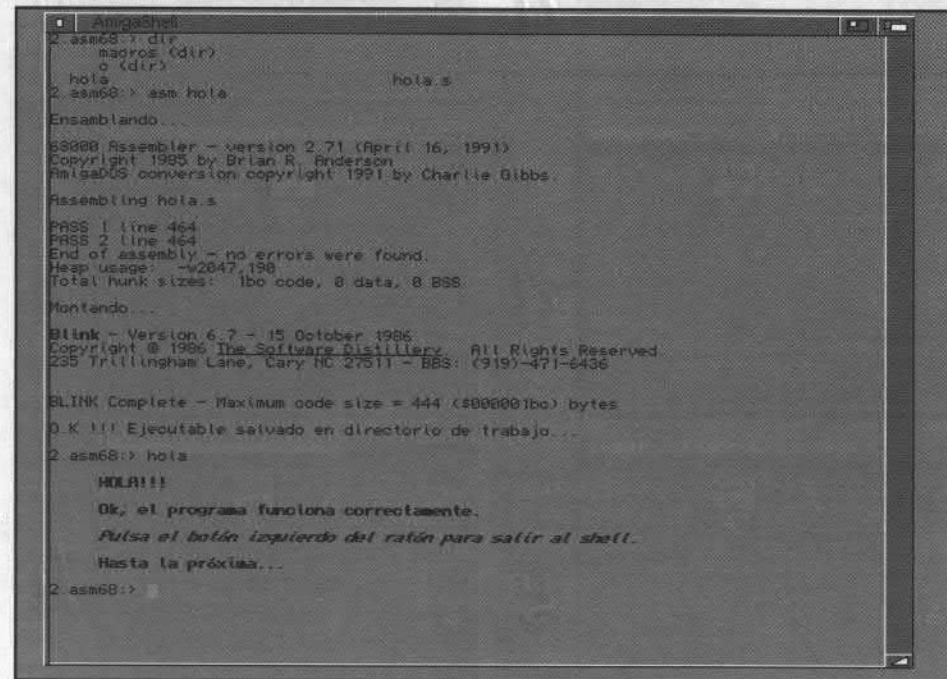 AmigaShell
2.asm68:> dir
macros (dir)
o (dir)
hola hola.s
2.asm68:> asm hola
Ensamblando...
68000 Assembler - version 2.71 (April 16, 1991)
Copyright 1985 by Brian R. Anderson
AmigaDOS conversion copyright 1991 by Charlie Gibbs.
Assembling hola.s
PASS 1 line 464
PASS 2 line 464
End of assembly - no errors were found.
Heap usage: -w2047,190
Total hunk sizes: 1bc code, 0 data, 0 BSS
Montando...
Blink - Version 6.7 - 15 October 1986
Copyright © 1986 The Software Distillery. All Rights Reserved
235 Trillingham Lane, Cary NC 27511 - BBS: (919)-471-6436
BLINK Complete - Maximum code size = 444 ($000001bc) bytes
O.K !!! Ejecutable salvado en directorio de trabajo...
2.asm68:> hola
HOLA!!!
Ok, el programa funciona correctamente.
Pulsa el botón izquierdo del ratón para salir al shell.
Hasta la próxima...
2.asm68:>